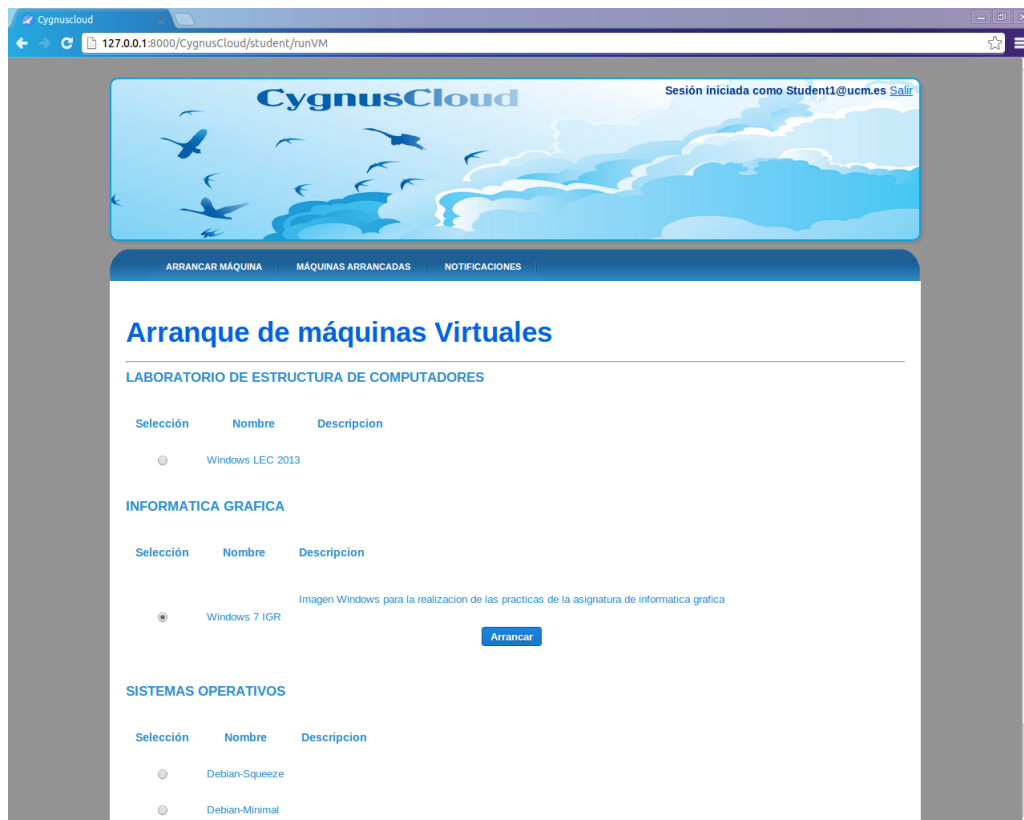 Cygnuscloud
127.0.0.1:8000/CygnusCloud/student/runVM
CygnusCloud
Sesión iniciada como Student1@ucm.es Salir
ARRANCAR MÁQUINA MÁQUINAS ARRANCADAS NOTIFICACIONES
Arranque de máquinas Virtuales
LABORATORIO DE ESTRUCTURA DE COMPUTADORES
Selección Nombre Descripcion
Windows LEC 2013
INFORMATICA GRAFICA
Selección Nombre Descripcion
Imagen Windows para la realizacion de las practicas de la asignatura de informatica grafica
Windows 7 IGR
Arrancar
SISTEMAS OPERATIVOS
Selección Nombre Descripcion
Debian-Squeeze
Debian-Minimal